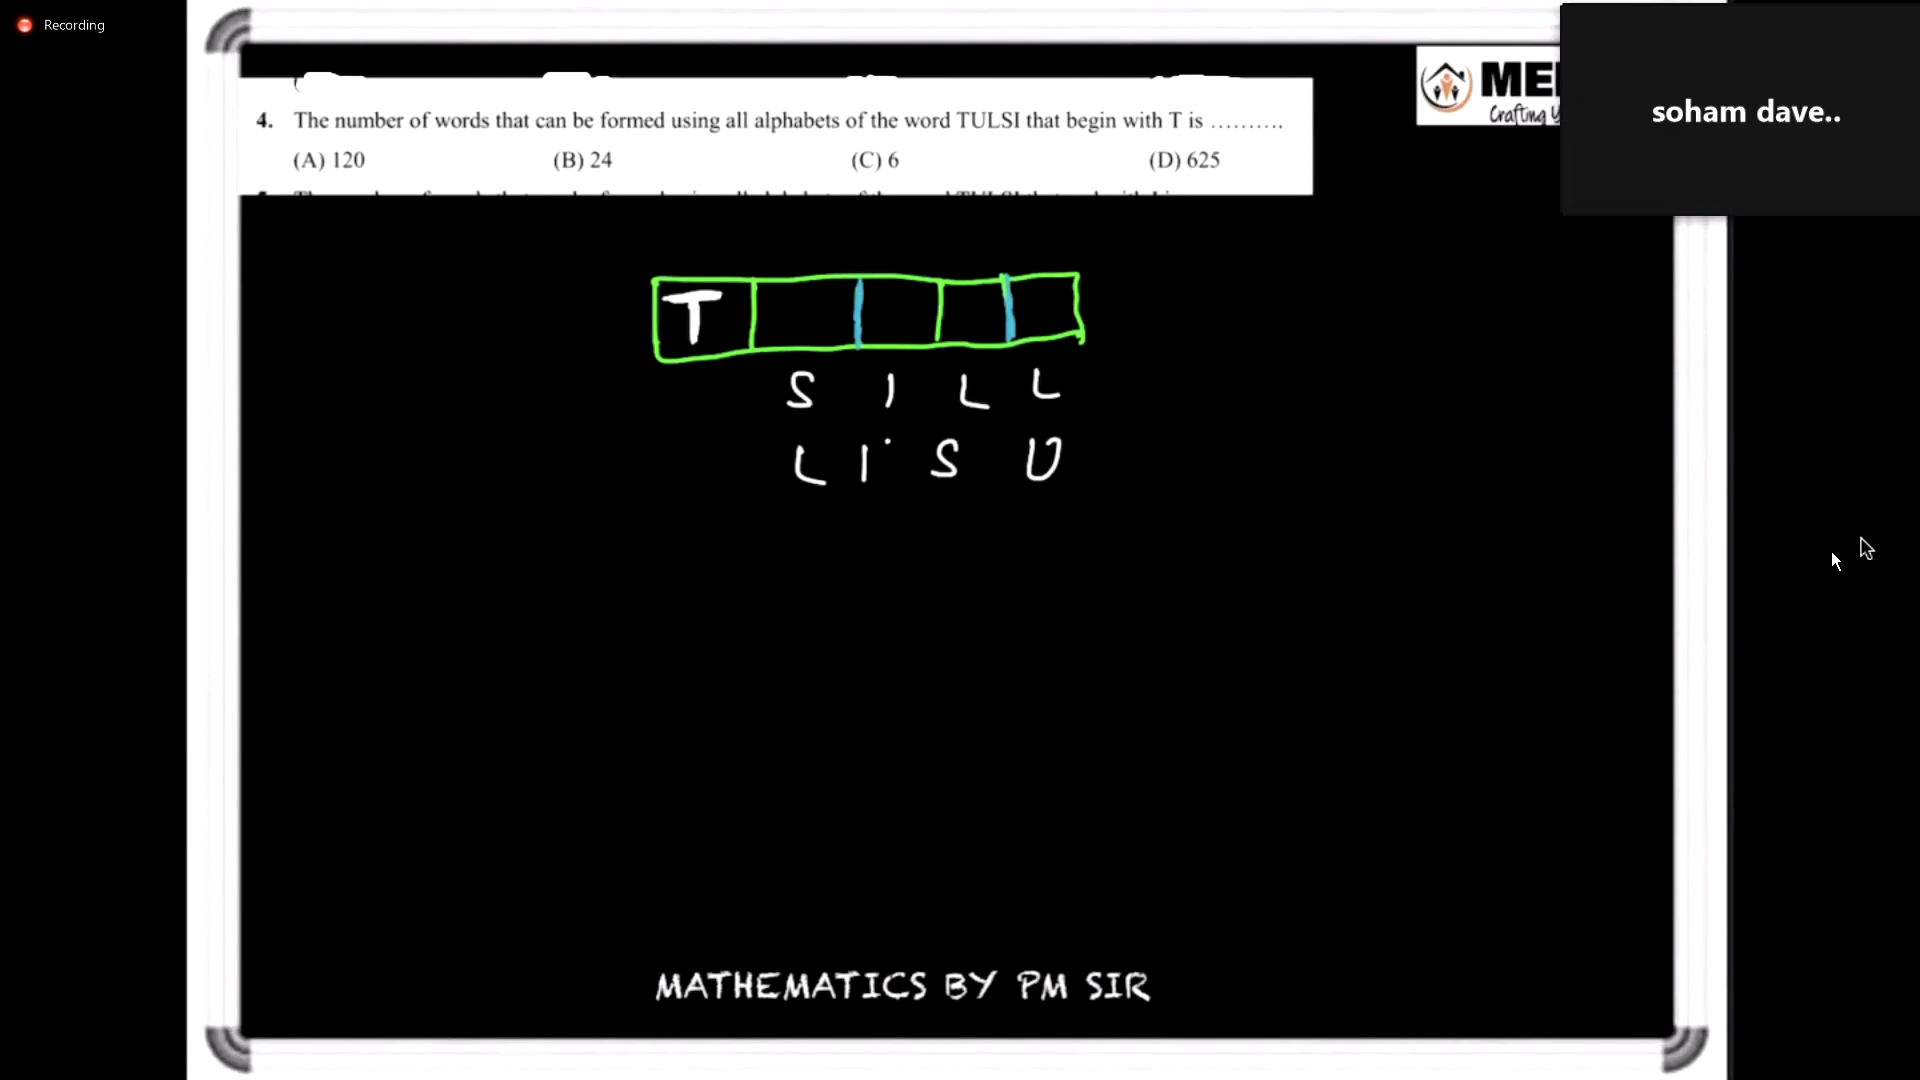 Recording
4. The number of words that can be formed using all alphabets of the word TULSI that begin with T is ..........
(A) 120 (B) 24 (C) 6 (D) 625
Crafting
soham dave..
T
S I L L
L I S U
MATHEMATICS BY PM SIR